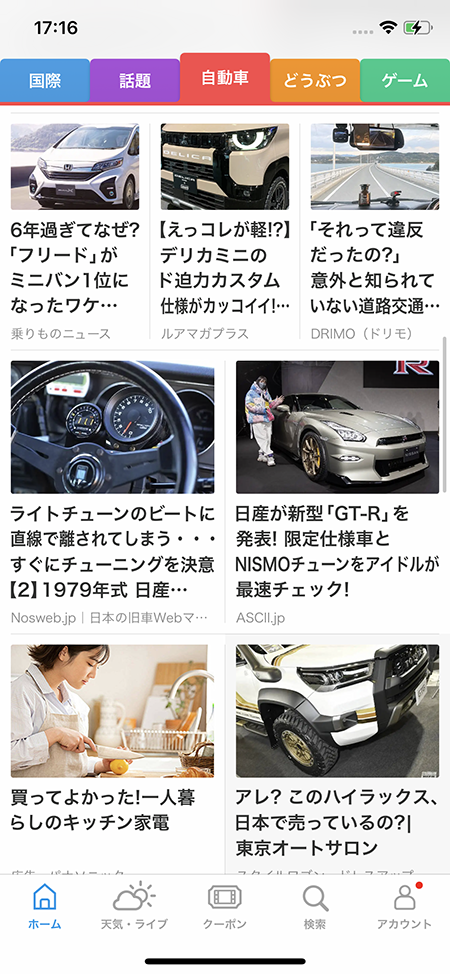 17:16
国際
話題
自動車
どうぶつ
ゲーム
DELICA
6年過ぎてなぜ?
「フリード」が
ミニバン1位に
なったワケ…
乗りものニュース
【えっコレが軽!?】
デリカミニの
ド迫力カスタム
仕様がカッコイイ!…
ルアマガプラス
「それって違反
だったの?」
意外と知られて
いない道路交通…
DRIMO（ドリモ）
R
ライトチューンのビートに
直線で離されてしまう・・・
すぐにチューニングを決意
【2】1979年式 日産…
Nosweb.jp｜日本の旧車Webマ…
日産が新型「GT-R」を
発表! 限定仕様車と
NISMOチューンをアイドルが
最速チェック!
ASCII.jp
買ってよかった!一人暮
らしのキッチン家電
アレ? このハイラックス、
日本で売っているの?|
東京オートサロン
ホーム
天気・ライブ
クーポン
検索
アカウント